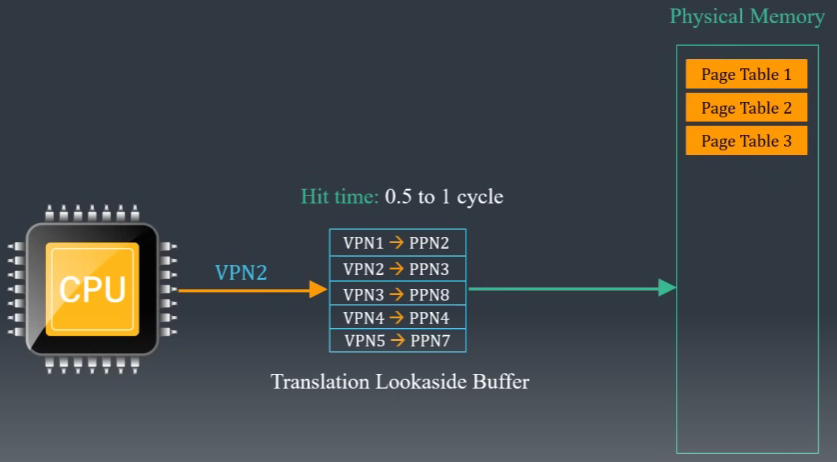 Physical Memory
Page Table 1
Page Table 2
Page Table 3
Hit time: 0.5 to 1 cycle
CPU
VPN2
VPN1 → PPN2
VPN2 → PPN3
VPN3 → PPN8
VPN4 → PPN4
VPN5 → PPN7
Translation Lookaside Buffer